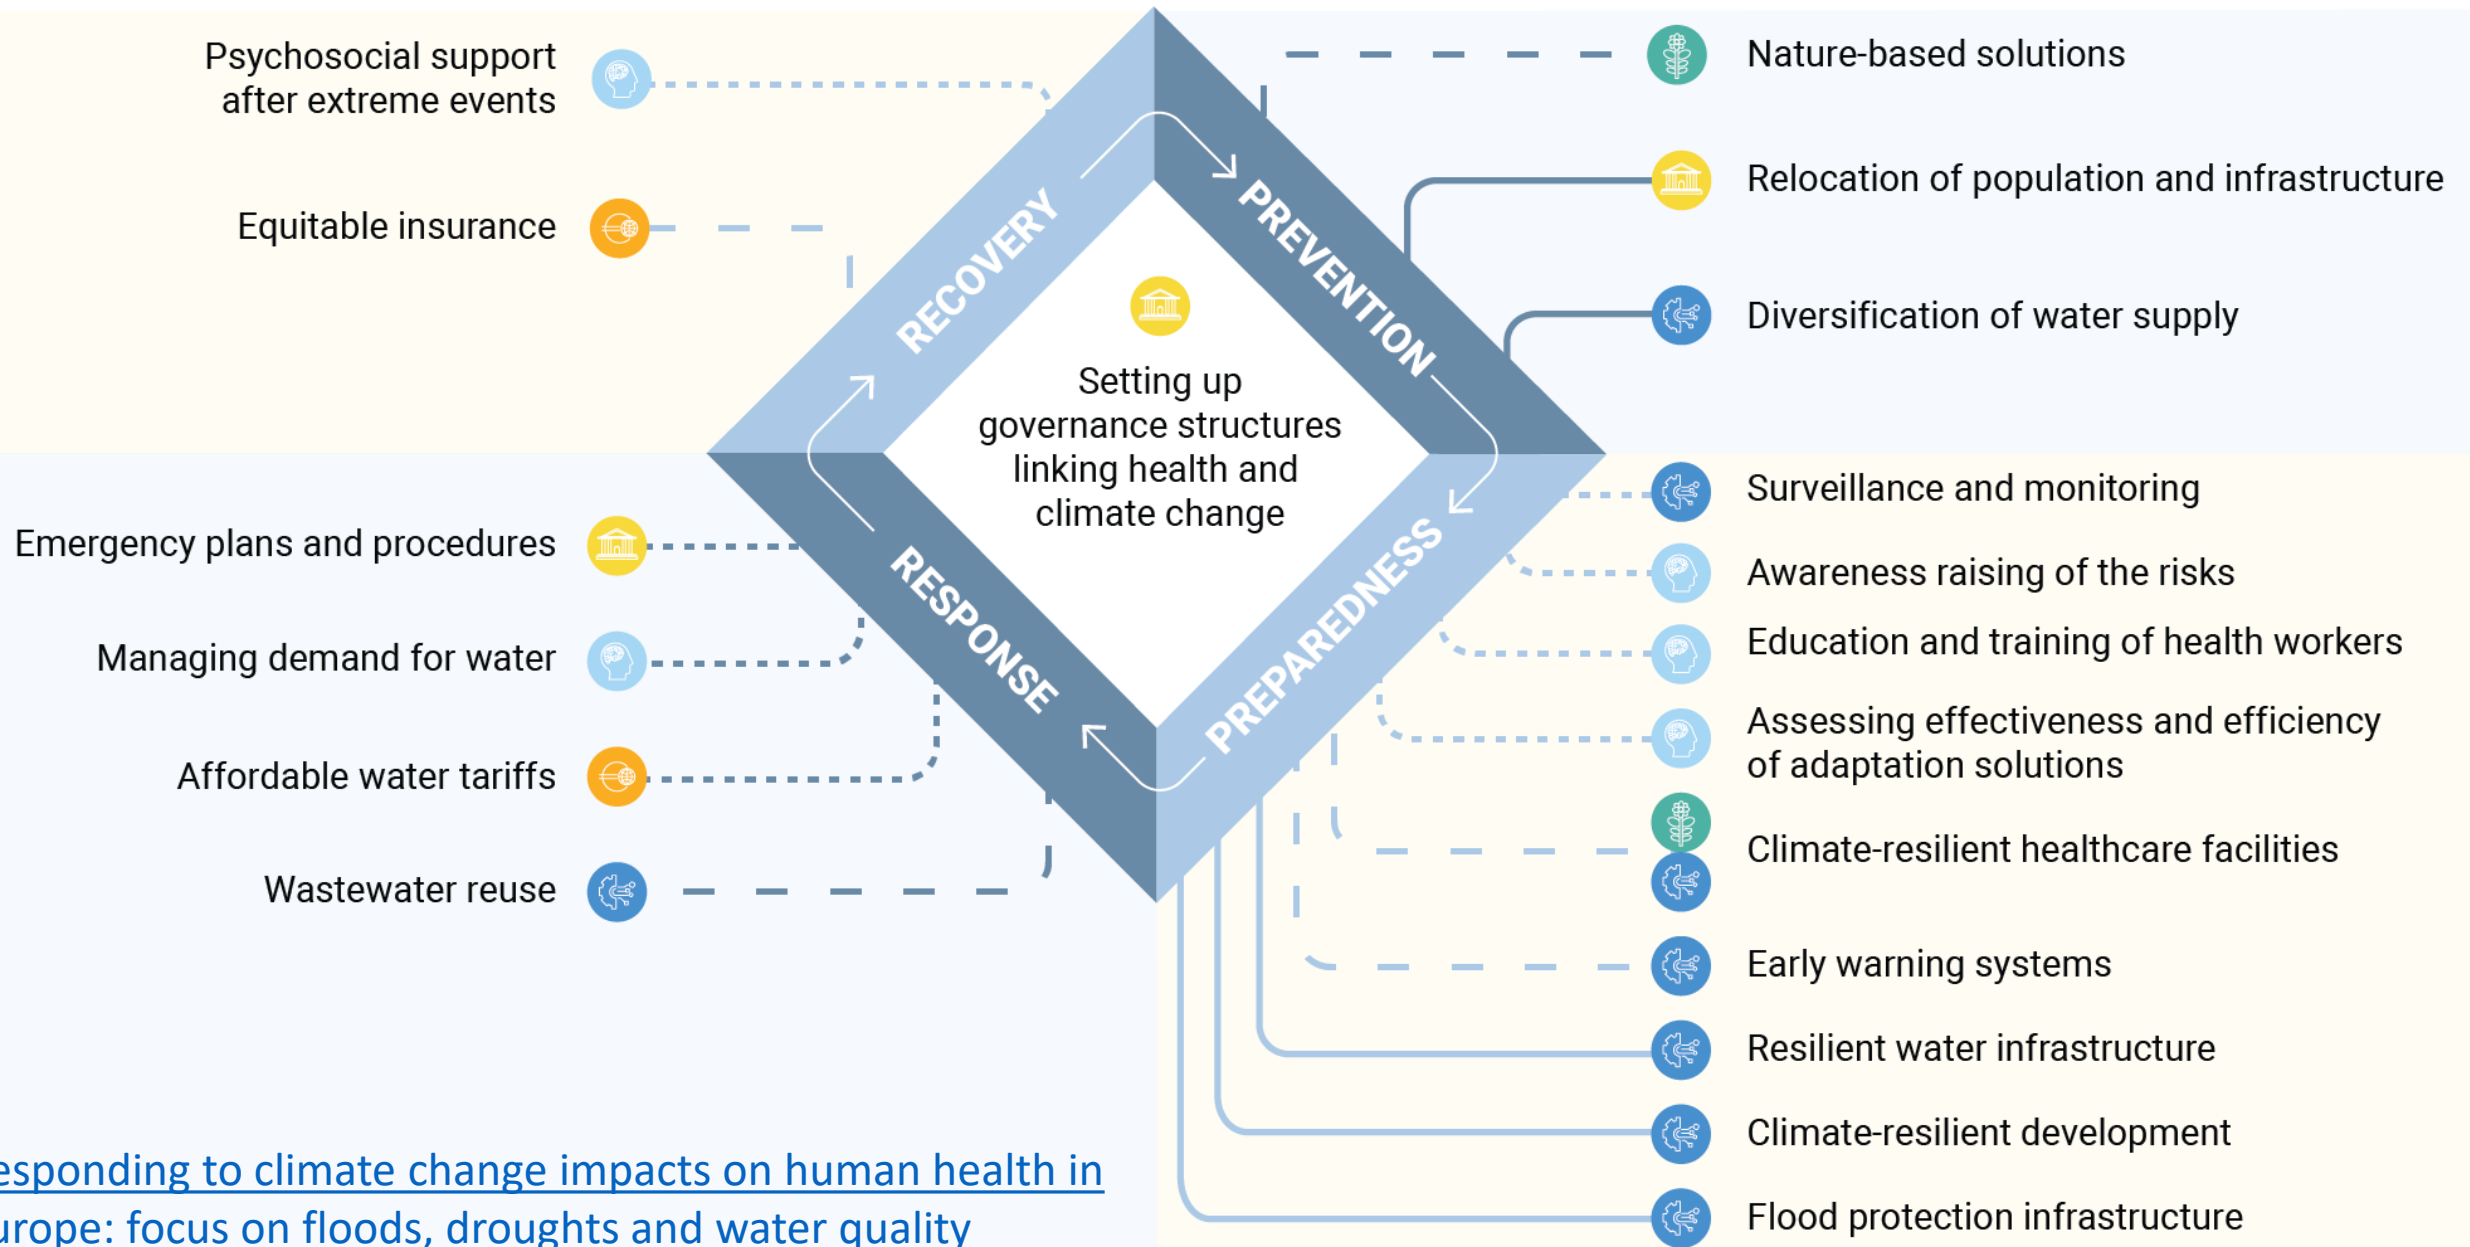 Psychosocial support
after extreme events
Equitable insurance
Nature-based solutions
Relocation of population and infrastructure
Diversification of water supply
RECOVERY
PREVENTION
Setting up
governance structures
linking health and
climate change
RESPONSE
PREPAREDNESS
Emergency plans and procedures
Managing demand for water
Affordable water tariffs
Wastewater reuse
Surveillance and monitoring
Awareness raising of the risks
Education and training of health workers
Assessing effectiveness and efficiency
of adaptation solutions
Climate-resilient healthcare facilities
Early warning systems
Resilient water infrastructure
Climate-resilient development
Flood protection infrastructure
esponding to climate change impacts on human health in
urope: focus on floods, droughts and water quality